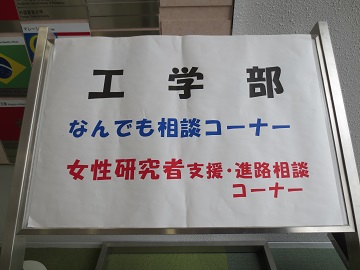 工学部
なんでも相談コーナー
女性研究者支援・進路相談
コーナー